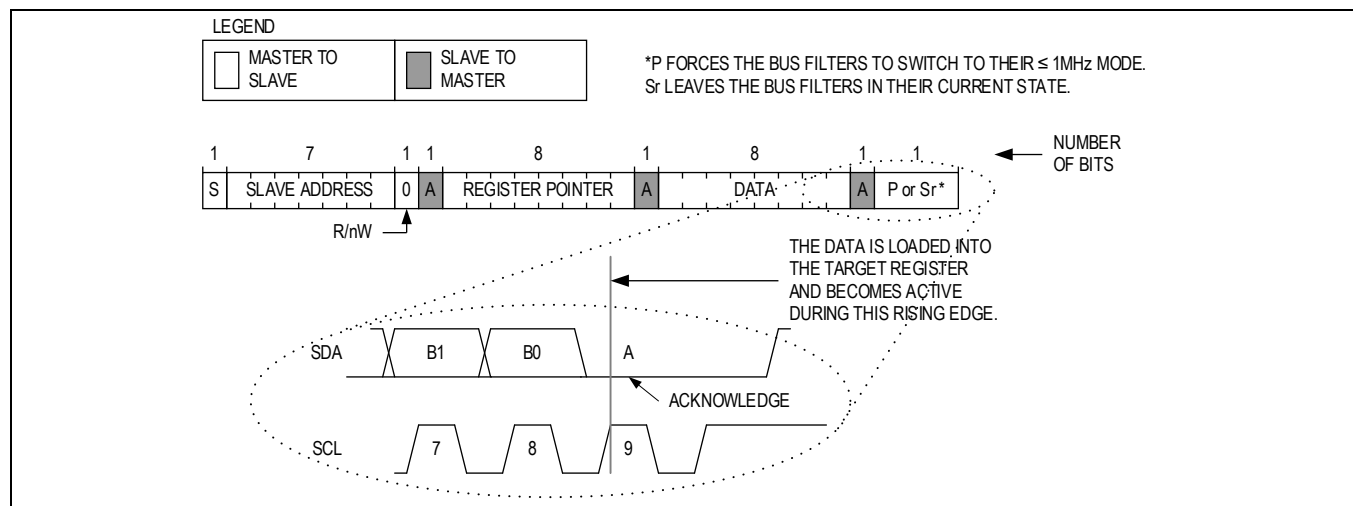 LEGEND
MASTER TO
SLAVE
SLAVE TO
MASTER
*P FORCES THE BUS FILTERS TO SWITCH TO THEIR ≤ 1MHz MODE.
Sr LEAVES THE BUS FILTERS IN THEIR CURRENT STATE.
1 7 1 1 8 1 8 1 1
NUMBER
OF BITS
S SLAVE ADDRESS 0 A REGISTER POINTER A DATA A P or Sr*
R/nW
THE DATA IS LOADED INTO
THE TARGET REGISTER
AND BECOMES ACTIVE
DURING THIS RISING EDGE.
SDA B1 B0 A
ACKNOWLEDGE
SCL 7 8 9